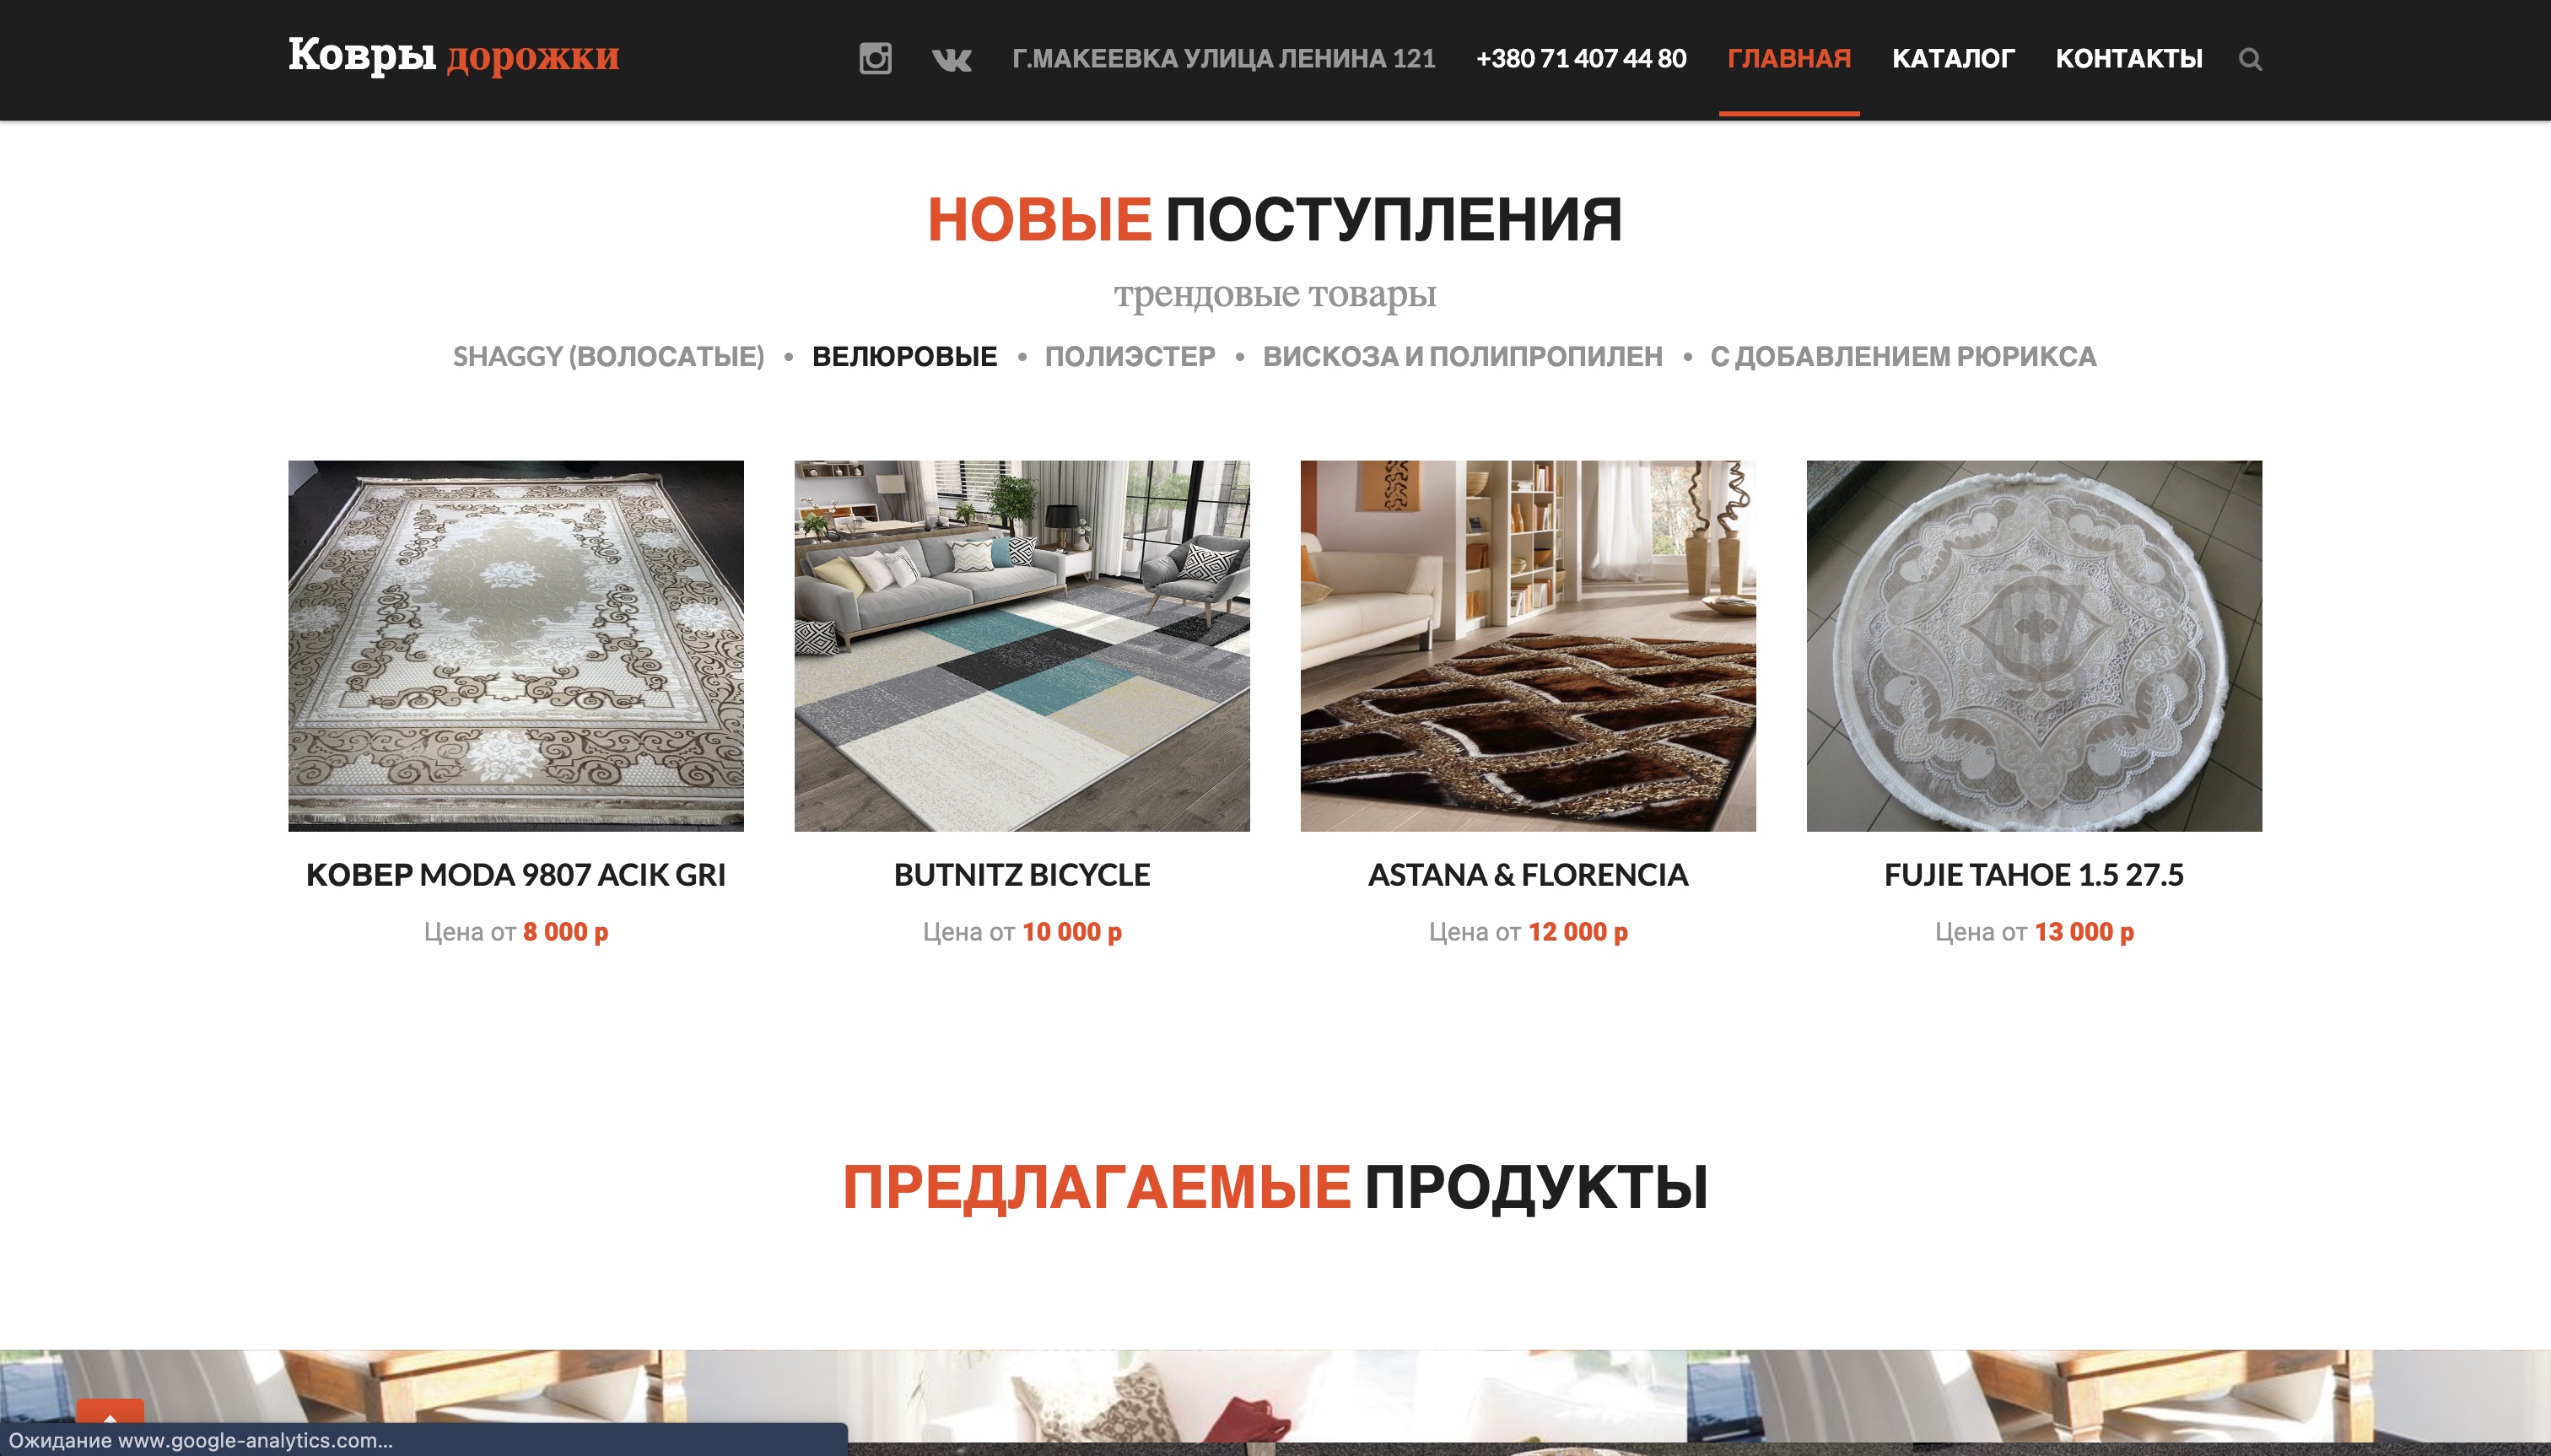 Ковры дорожки
Г.МАКЕЕВКА УЛИЦА ЛЕНИНА 121
+380 71 407 44 80
ГЛАВНАЯ
КАТАЛОГ
КОНТАКТЫ
НОВЫЕ ПОСТУПЛЕНИЯ
трендовые товары
SHAGGY (ВОЛОСАТЫЕ) • ВЕЛЮРОВЫЕ • ПОЛИЭСТЕР • ВИСКОЗА И ПОЛИПРОПИЛЕН • С ДОБАВЛЕНИЕМ РЮРИКСА
КОВЕР MODA 9807 ACIK GRI
Цена от 8 000 р
BUTNITZ BICYCLE
Цена от 10 000 р
ASTANA & FLORENCIA
Цена от 12 000 р
FUJIE TAHOE 1.5 27.5
Цена от 13 000 р
ПРЕДЛАГАЕМЫЕ ПРОДУКТЫ
Ожидание www.google-analytics.com...